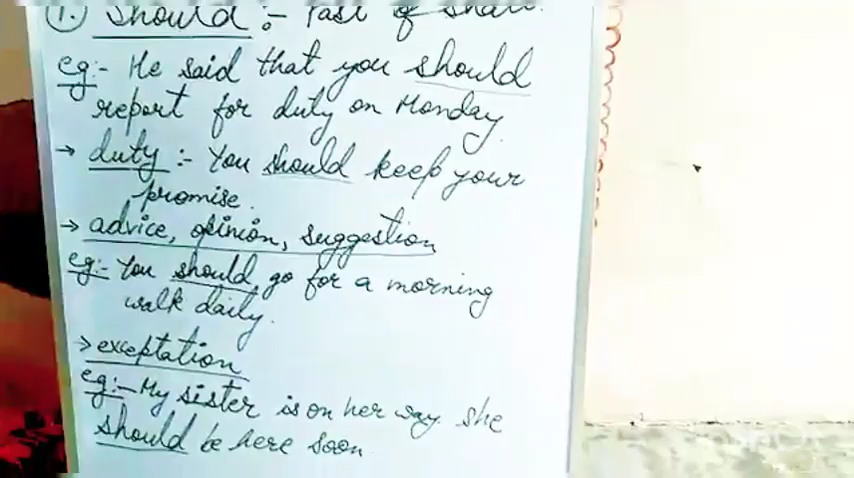 1. Should :- Past of shall.
eg:- He said that you should
report for duty on Monday.
→ duty :- You should keep your
promise.
→ advice, opinion, suggestion
eg:- You should go for a morning
walk daily.
→ exceptation
eg:- My sister is on her way. she
should be here soon